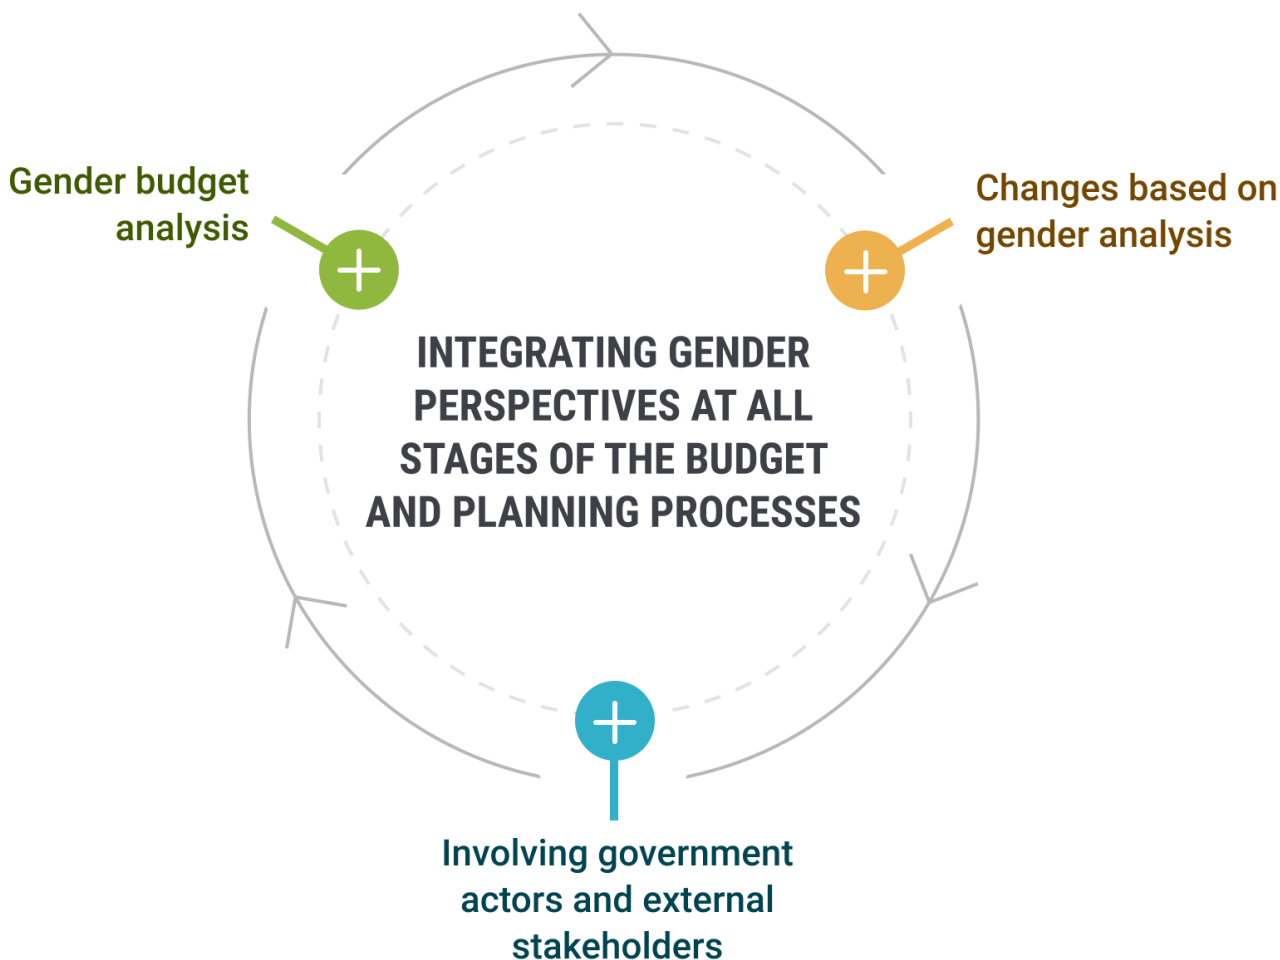 Gender budget
analysis
Changes based on
gender analysis
INTEGRATING GENDER
PERSPECTIVES AT ALL
STAGES OF THE BUDGET
AND PLANNING PROCESSES
Involving government
actors and external
stakeholders